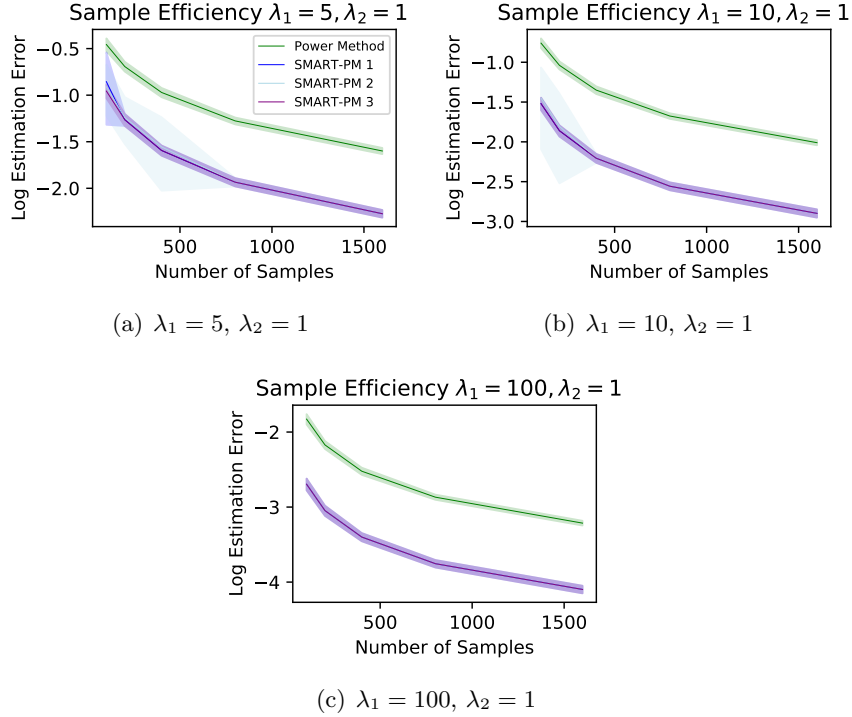 Sample Efficiency λ₁ = 5, λ₂ = 1
Log Estimation Error
−0.5
−1.0
−1.5
−2.0
Power Method
SMART-PM 1
SMART-PM 2
SMART-PM 3
500 1000 1500
Number of Samples
(a) λ₁ = 5, λ₂ = 1
Sample Efficiency λ₁ = 10, λ₂ = 1
Log Estimation Error
−1.0
−1.5
−2.0
−2.5
−3.0
500 1000 1500
Number of Samples
(b) λ₁ = 10, λ₂ = 1
Sample Efficiency λ₁ = 100, λ₂ = 1
Log Estimation Error
−2
−3
−4
500 1000 1500
Number of Samples
(c) λ₁ = 100, λ₂ = 1